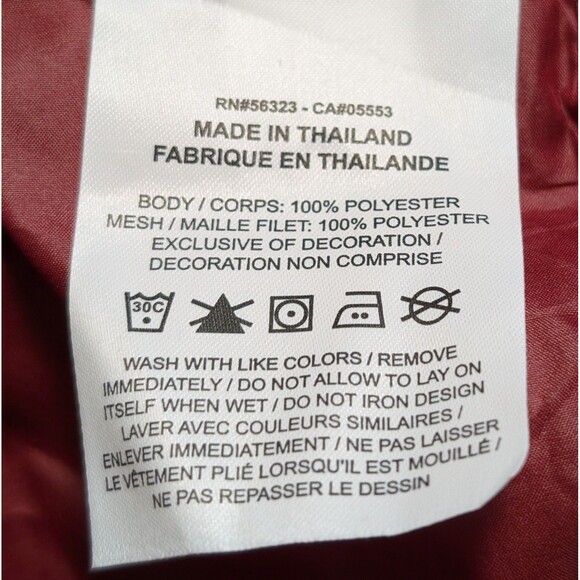 RN#56323 - CA#05553
MADE IN THAILAND
FABRIQUE EN THAILANDE
BODY / CORPS: 100% POLYESTER
MESH / MAILLE FILET: 100% POLYESTER
EXCLUSIVE OF DECORATION /
DECORATION NON COMPRISE
30C
WASH WITH LIKE COLORS / REMOVE
IMMEDIATELY / DO NOT ALLOW TO LAY ON
ITSELF WHEN WET / DO NOT IRON DESIGN
LAVER AVEC COULEURS SIMILAIRES /
ENLEVER IMMEDIATEMENT / NE PAS LAISSER
LE VÊTEMENT PLIÉ LORSQU'IL EST MOUILLÉ /
NE PAS REPASSER LE DESSIN